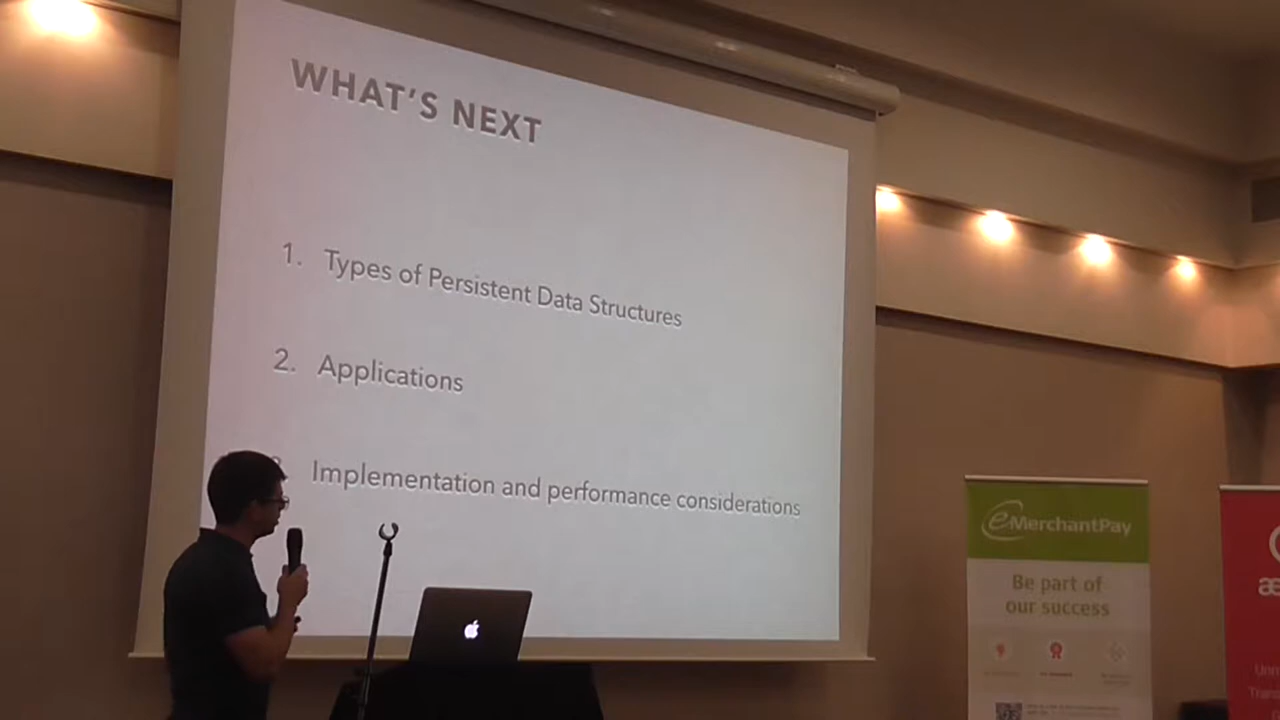 WHAT'S NEXT
1. Types of Persistent Data Structures
2. Applications
Implementation and performance considerations
eMerchantPay
Be part of
our success